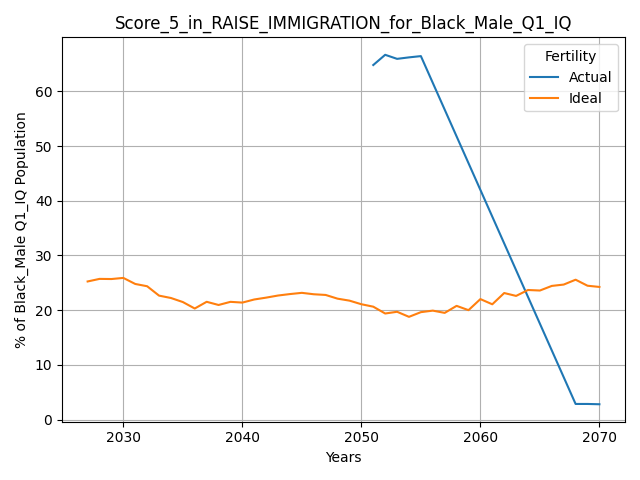 Score_5_in_RAISE_IMMIGRATION_for_Black_Male_Q1_IQ
Fertility
Actual
Ideal
% of Black_Male Q1_IQ Population
60
50
40
30
20
10
0
2030 2040 2050 2060 2070
Years